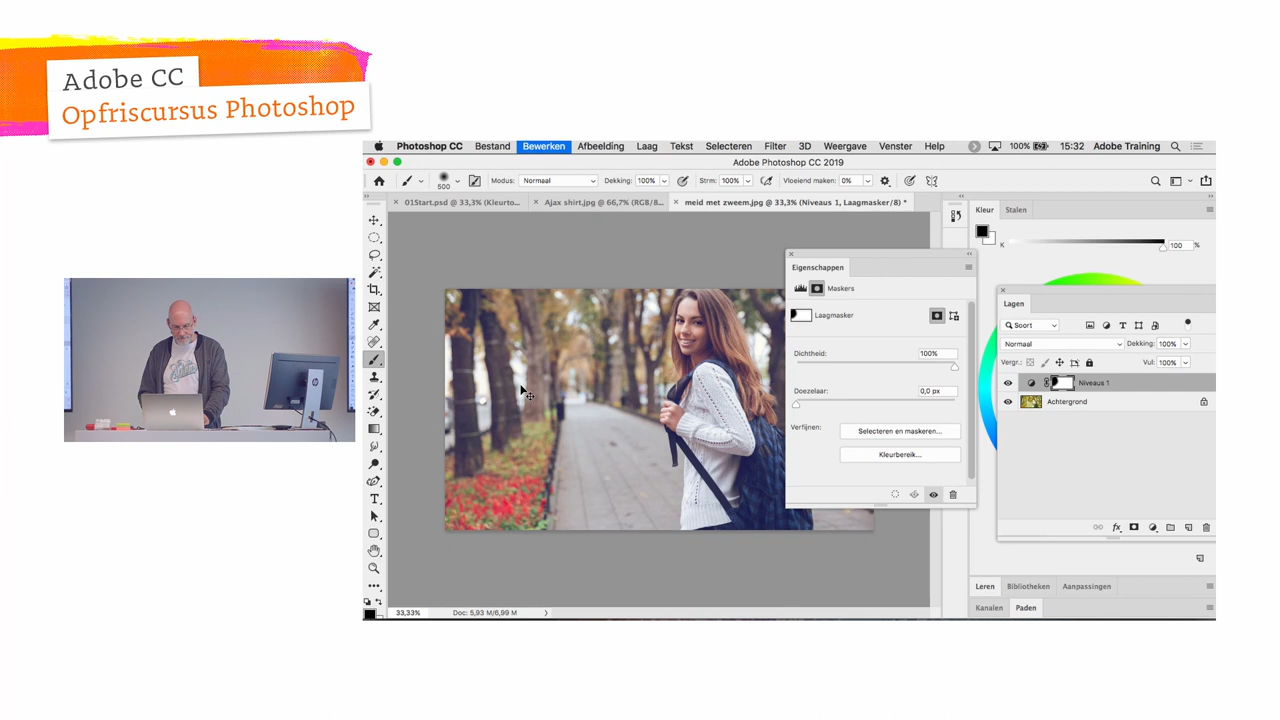 Adobe CC
Opfriscursus Photoshop
Photoshop CC Bestand Bewerken Afbeelding Laag Tekst Selecteren Filter 3D Weergave Venster Help 100% 15:32 Adobe Training
Adobe Photoshop CC 2019
500 Modus: Normaal Dekking: 100% Strm: 100% Vloeiend maken: 0%
01Start.psd @ 33,3% (Kleurto... Ajax shirt.jpg @ 66,7% (RGB/8... meid met zweem.jpg @ 33,3% (Niveaus 1, Laagmasker/8) *
Kleur Stalen
K 100 %
Eigenschappen
Maskers
Laagmasker
Dichtheid: 100%
Doezelaar: 0,0 px
Verfijnen: Selecteren en maskeren...
Kleurbereik...
Lagen
Soort
Normaal Dekking: 100%
Vergr.: Vul: 100%
Niveaus 1
Achtergrond
fx
Leren Bibliotheken Aanpassingen
Kanalen Paden
33,33% Doc: 5,93 M/6,99 M